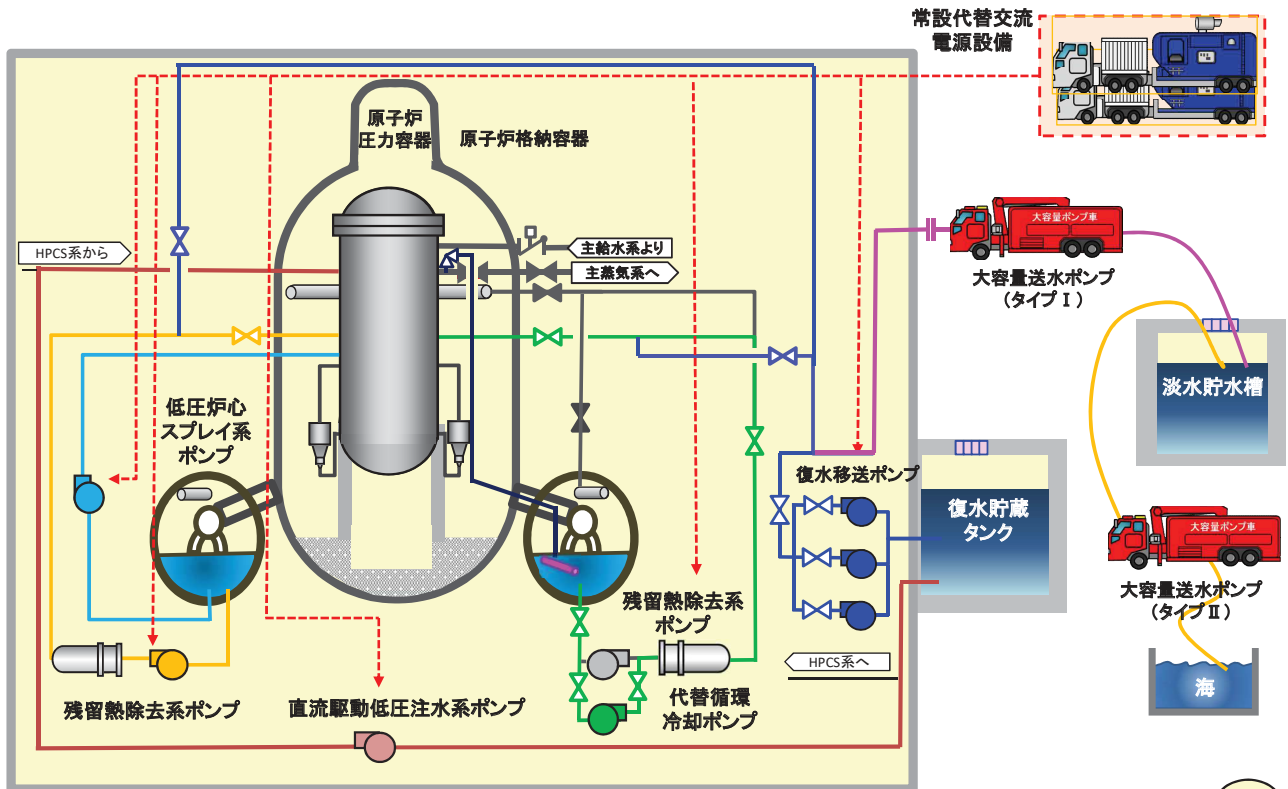 常設代替交流
電源設備
原子炉
圧力容器
原子炉格納容器
HPCS系から
主給水系より
主蒸気系へ
大容量ポンプ車
大容量送水ポンプ
（タイプⅠ）
淡水貯水槽
低圧炉心
スプレイ系
ポンプ
復水移送ポンプ
復水貯蔵
タンク
大容量ポンプ車
大容量送水ポンプ
（タイプⅡ）
残留熱除去系
ポンプ
HPCS系へ
海
残留熱除去系ポンプ
直流駆動低圧注水系ポンプ
代替循環
冷却ポンプ